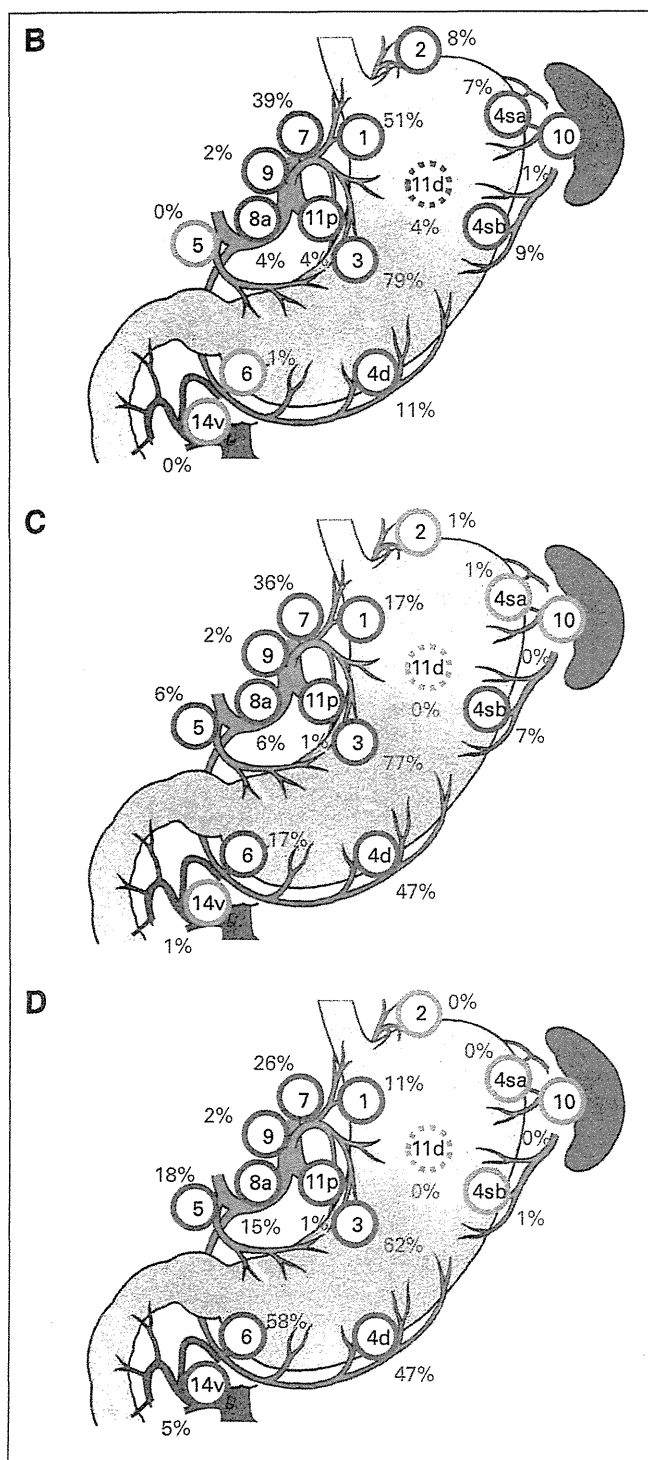 B
2 8%
39% 7%
7 1 51% 4sa
2% 9 10
11d 1%
0% 8a 11p 4%
5 4sb
4% 4% 3 9%
79%
6 1% 4d
11%
14v
0%
C
2 1%
36% 1%
7 1 17% 4sa
2% 9 10
11d 0%
6% 8a 11p 0%
5 4sb
6% 1% 3 7%
77%
6 17% 4d
47%
14v
1%
D
2 0%
26% 0%
7 1 11% 4sa
2% 9 10
11d 0%
18% 8a 11p 0%
5 4sb
15% 1% 3 1%
62%
6 58% 4d
47%
14v
5%